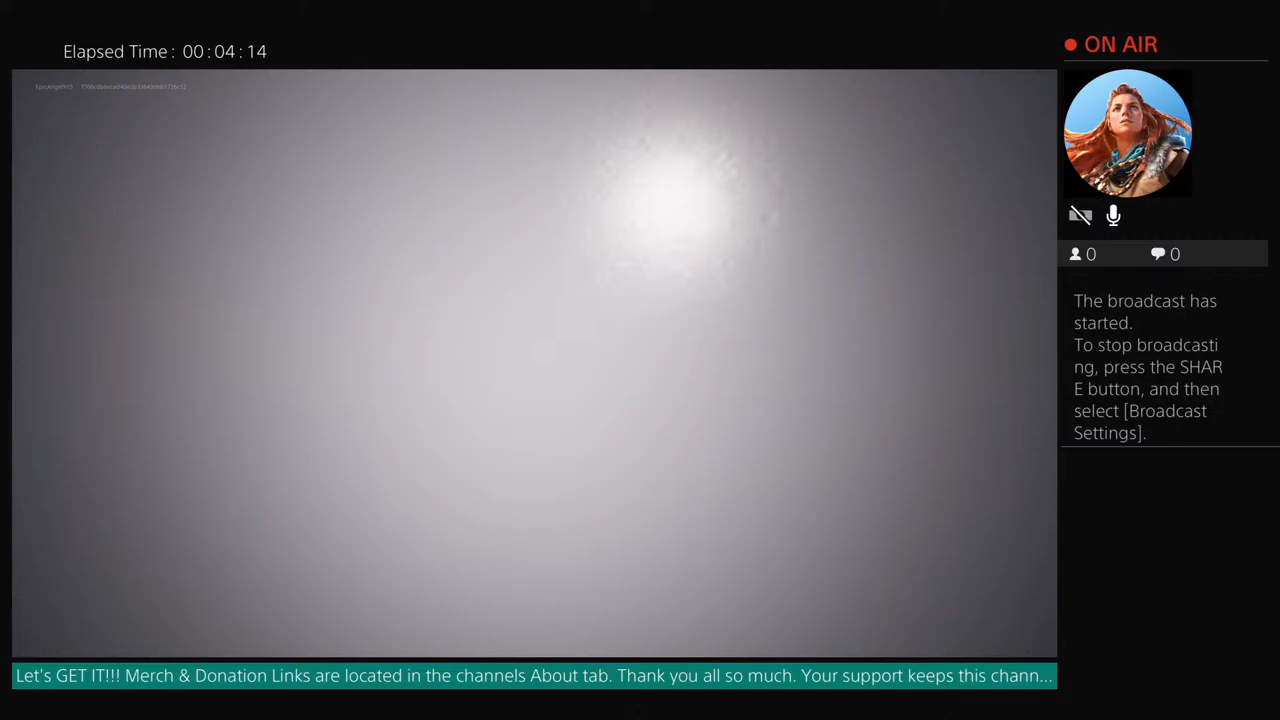 Elapsed Time: 00:04:14
ON AIR
EpicAngelX15
0 0
The broadcast has
started.
To stop broadcasti
ng, press the SHAR
E button, and then
select [Broadcast
Settings].
Let's GET IT!!! Merch & Donation Links are located in the channels About tab. Thank you all so much. Your support keeps this chann...